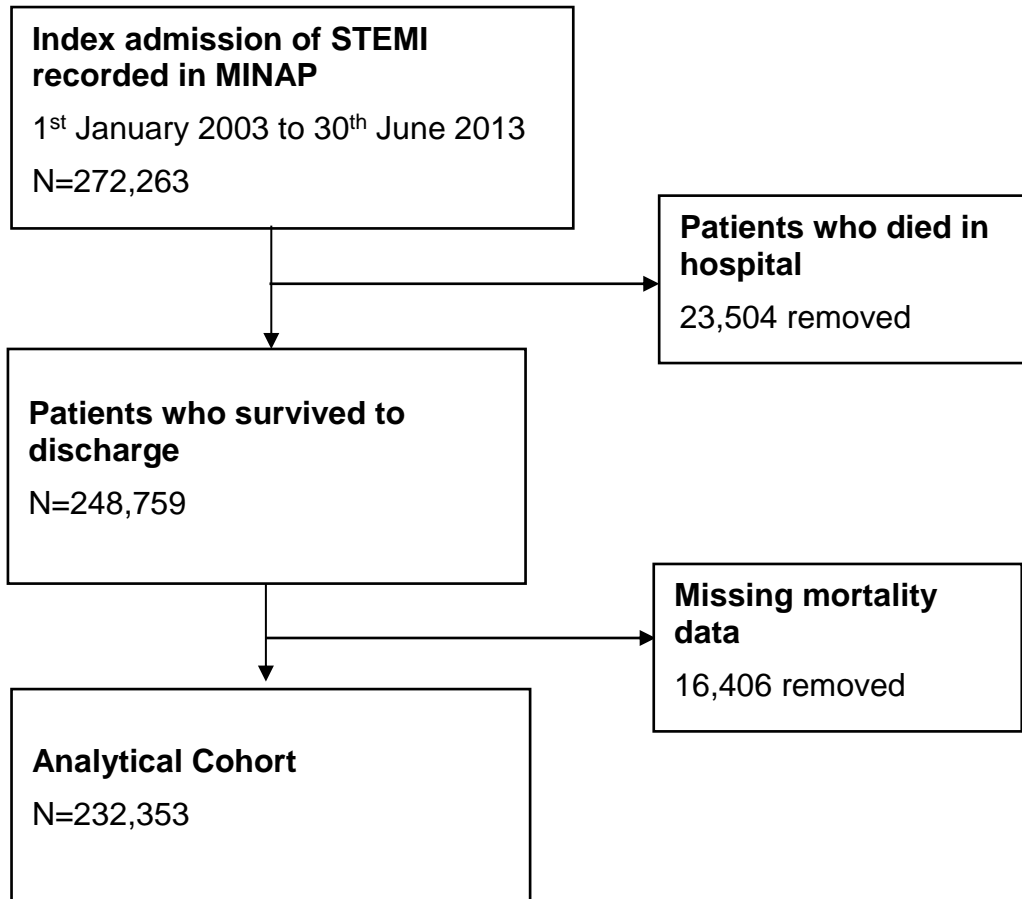 Index admission of STEMI
recorded in MINAP
1st January 2003 to 30th June 2013
N=272,263
Patients who died in
hospital
23,504 removed
Patients who survived to
discharge
N=248,759
Missing mortality
data
16,406 removed
Analytical Cohort
N=232,353